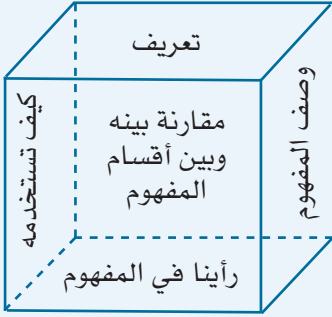 تعريف
وصف المفهوم
مقارنة بينه
وبين أقسام
المفهوم
كيف تستخدمه
رأينا في المفهوم